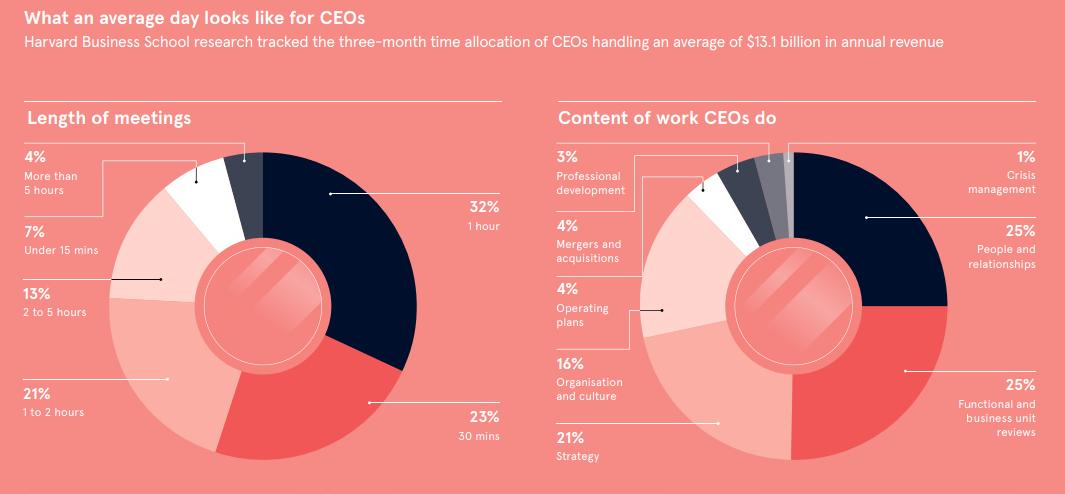 What an average day looks like for CEOs
Harvard Business School research tracked the three-month time allocation of CEOs handling an average of $13.1 billion in annual revenue
Length of meetings
4%
More than
5 hours
7%
Under 15 mins
13%
2 to 5 hours
21%
1 to 2 hours
32%
1 hour
23%
30 mins
Content of work CEOs do
3%
Professional
development
4%
Mergers and
acquisitions
4%
Operating
plans
16%
Organisation
and culture
21%
Strategy
1%
Crisis
management
25%
People and
relationships
25%
Functional and
business unit
reviews